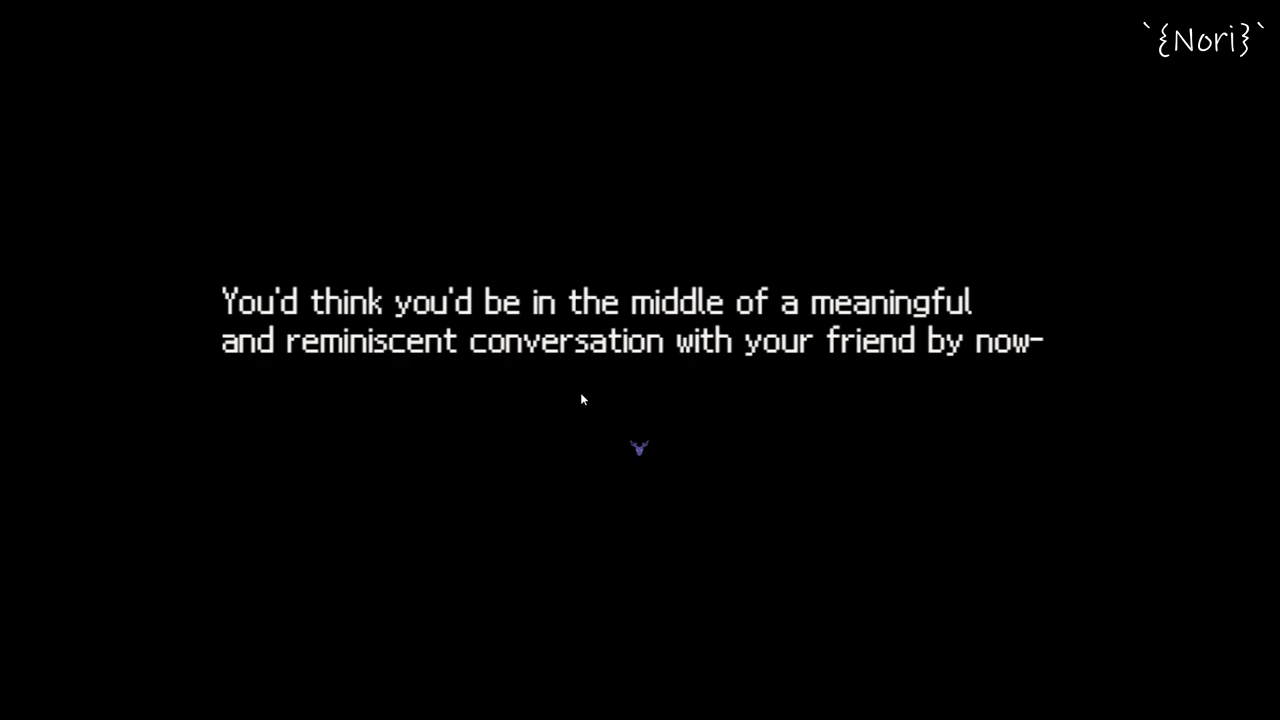 `{Nori}`
You'd think you'd be in the middle of a meaningful
and reminiscent conversation with your friend by now-